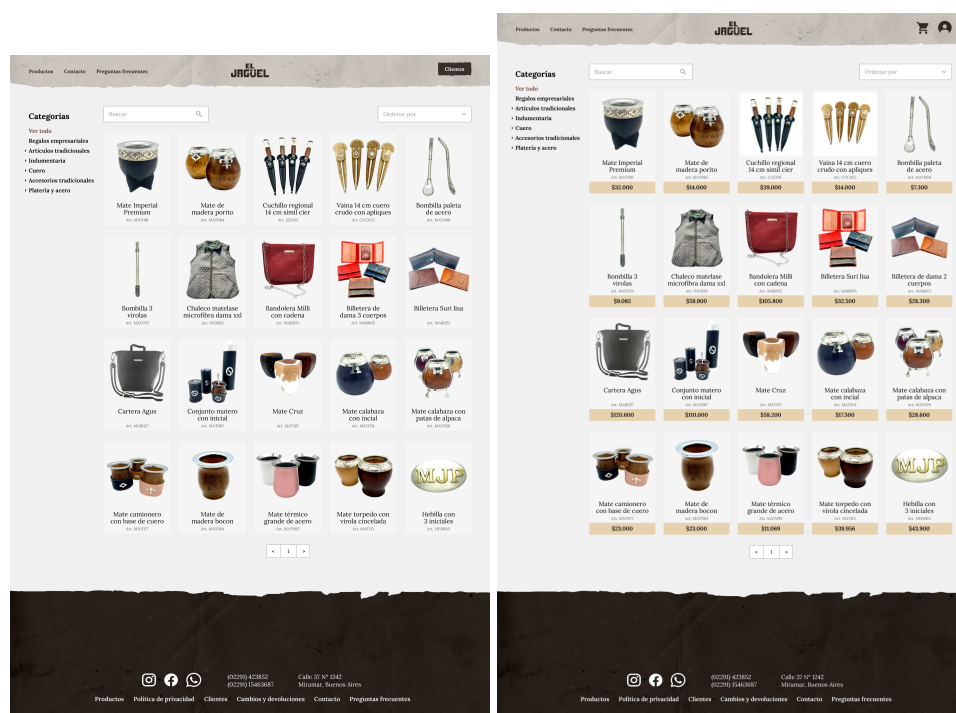 Productos Contacto Preguntas frecuentes
EL
JAGÜEL
Clientes
Categorias
Ver todo
Regalos empresariales
Artículos tradicionales
Indumentaria
Cuero
Accesorios tradicionales
Platería y acero
Buscar
Ordenar por
Mate Imperial
Premium
Mate de
madera porito
Cuchillo regional
14 cm simil cier
Vaina 14 cm cuero
crudo con apliques
Bombilla paleta
de acero
Bombilla 3
virolas
Chaleco matelase
microfibra dama xxl
Bandolera Milli
con cadena
Billetera de
dama 3 cuerpos
Billetera Suri lisa
Cartera Agus
Conjunto matero
con inicial
Mate Cruz
Mate calabaza
con incial
Mate calabaza con
patas de alpaca
Mate camionero
con base de cuero
Mate de
madera bocon
Mate térmico
grande de acero
Mate torpedo con
virola cincelada
Hebilla con
3 iniciales
< 1 >
(02291) 423852
(02291) 15463687
Calle 37 Nº 1242
Miramar, Buenos Aires
Productos Política de privacidad Clientes Cambios y devoluciones Contacto Preguntas frecuentes
Productos Contacto Preguntas frecuentes
EL
JAGÜEL
Categorias
Ver todo
Regalos empresariales
Artículos tradicionales
Indumentaria
Cuero
Accesorios tradicionales
Platería y acero
Buscar
Ordenar por
Mate Imperial
Premium
$32.000
Mate de
madera porito
$14.000
Cuchillo regional
14 cm simil cier
$39.000
Vaina 14 cm cuero
crudo con apliques
$14.000
Bombilla paleta
de acero
$7.300
Bombilla 3
virolas
$9.085
Chaleco matelase
microfibra dama xxl
$59.900
Bandolera Milli
con cadena
$105.800
Billetera Suri lisa
$32.500
Billetera de dama 2
cuerpos
$28.300
Cartera Agus
$120.600
Conjunto matero
con inicial
$110.000
Mate Cruz
$58.200
Mate calabaza
con incial
$17.500
Mate calabaza con
patas de alpaca
$28.600
Mate camionero
con base de cuero
$23.000
Mate de
madera bocon
$23.000
Mate térmico
grande de acero
$11.069
Mate torpedo con
virola cincelada
$39.956
MJP
Hebilla con
3 iniciales
$43.900
< 1 >
(02291) 423852
(02291) 15463687
Calle 37 Nº 1242
Miramar, Buenos Aires
Productos Política de privacidad Clientes Cambios y devoluciones Contacto Preguntas frecuentes